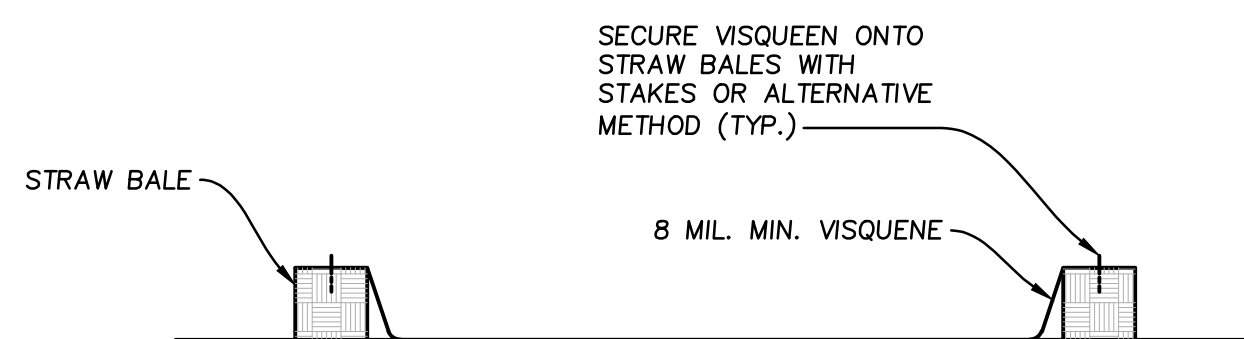 SECURE VISQUEEN ONTO
STRAW BALES WITH
STAKES OR ALTERNATIVE
METHOD (TYP.)
STRAW BALE
8 MIL. MIN. VISQUENE